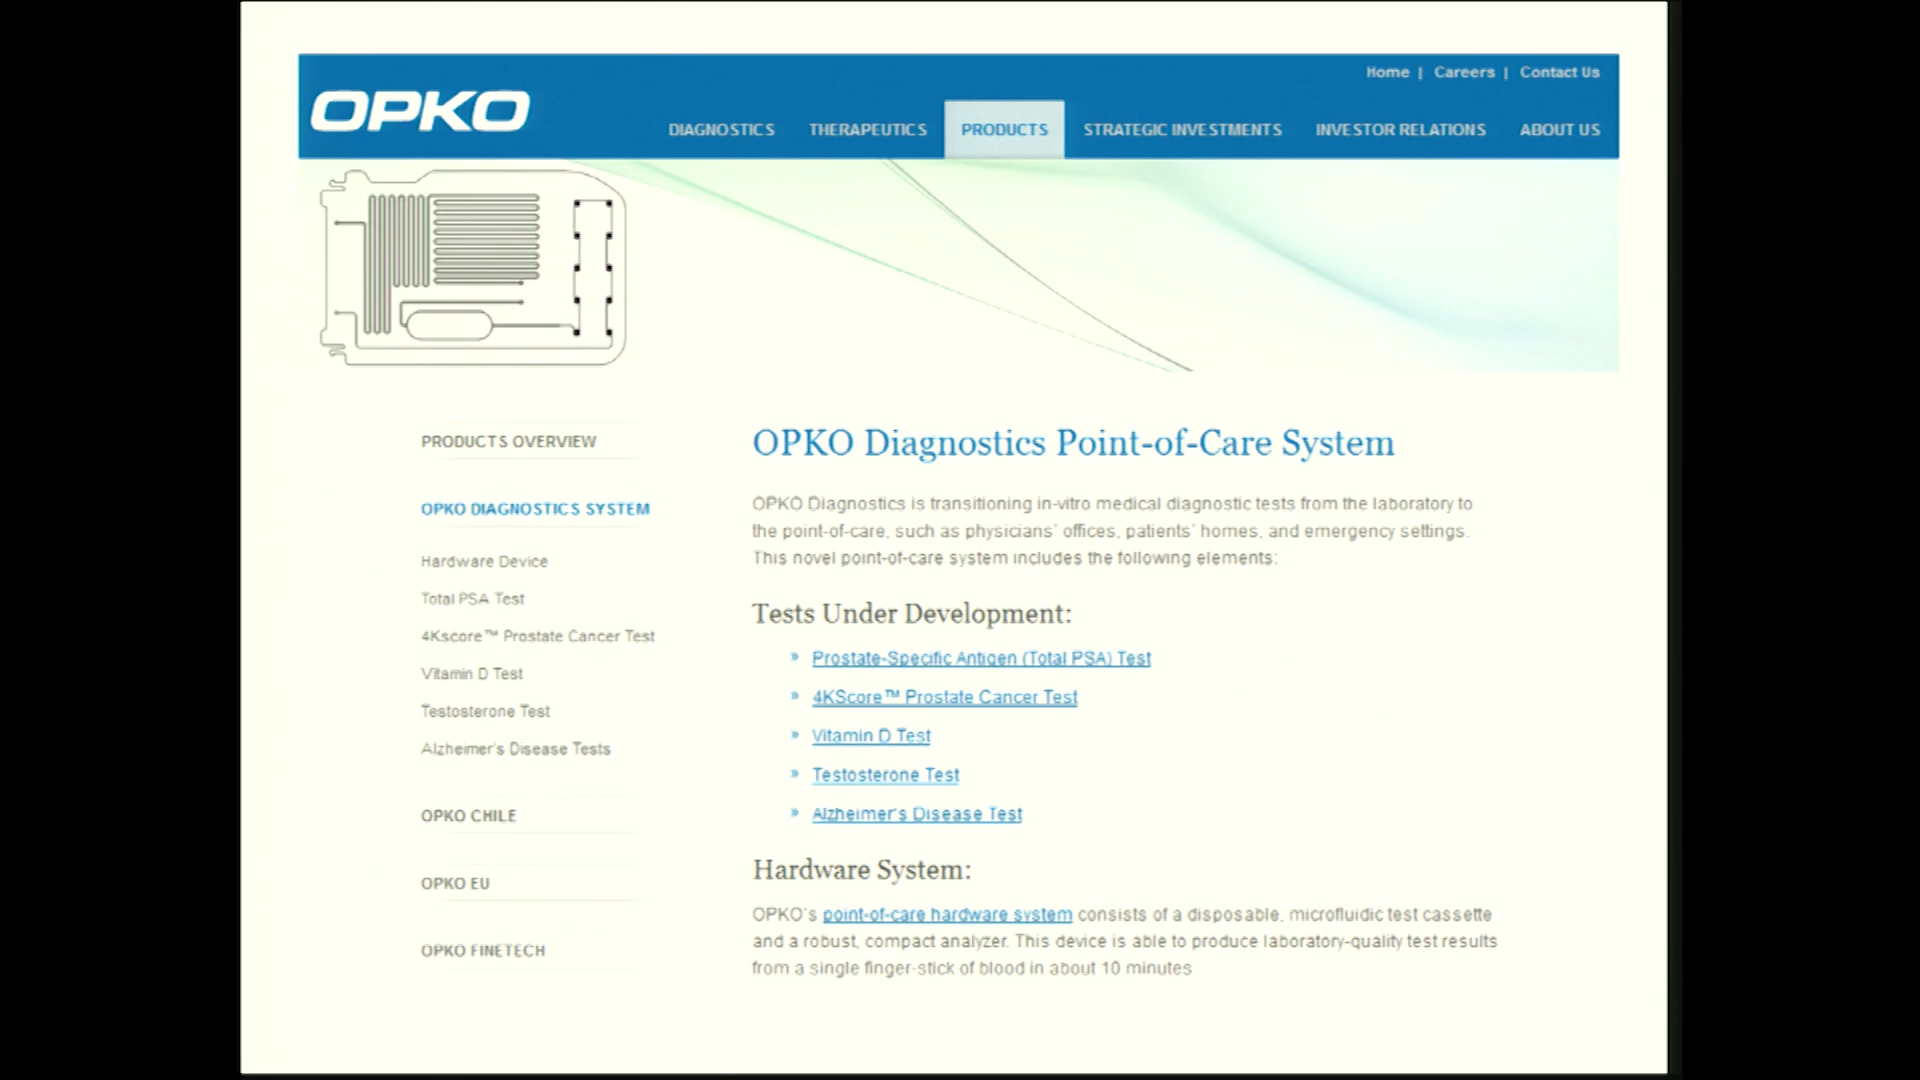 Home | Careers | Contact Us
OPKO
DIAGNOSTICS THERAPEUTICS PRODUCTS STRATEGIC INVESTMENTS INVESTOR RELATIONS ABOUT US
PRODUCTS OVERVIEW
OPKO DIAGNOSTICS SYSTEM
Hardware Device
Total PSA Test
4Kscore™ Prostate Cancer Test
Vitamin D Test
Testosterone Test
Alzheimer's Disease Tests
OPKO CHILE
OPKO EU
OPKO FINETECH
OPKO Diagnostics Point-of-Care System
OPKO Diagnostics is transitioning in-vitro medical diagnostic tests from the laboratory to
the point-of-care, such as physicians' offices, patients' homes, and emergency settings.
This novel point-of-care system includes the following elements:
Tests Under Development:
» Prostate-Specific Antigen (Total PSA) Test
» 4KScore™ Prostate Cancer Test
» Vitamin D Test
» Testosterone Test
» Alzheimer's Disease Test
Hardware System:
OPKO's point-of-care hardware system consists of a disposable, microfluidic test cassette
and a robust, compact analyzer. This device is able to produce laboratory-quality test results
from a single finger-stick of blood in about 10 minutes